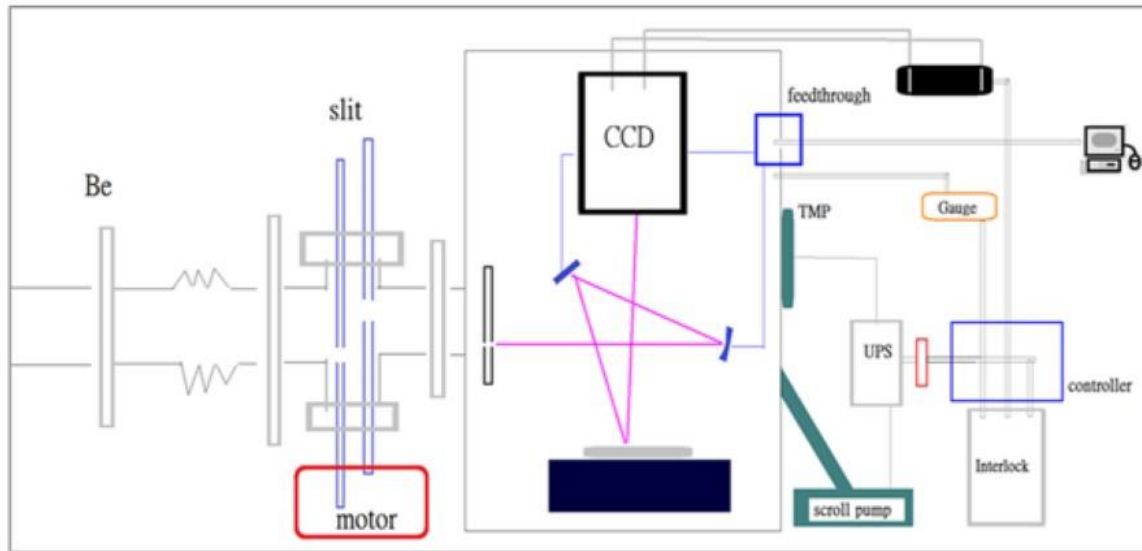 slit
Be
CCD
feedthrough
Gauge
TMP
UPS
controller
Interlock
scroll pump
motor